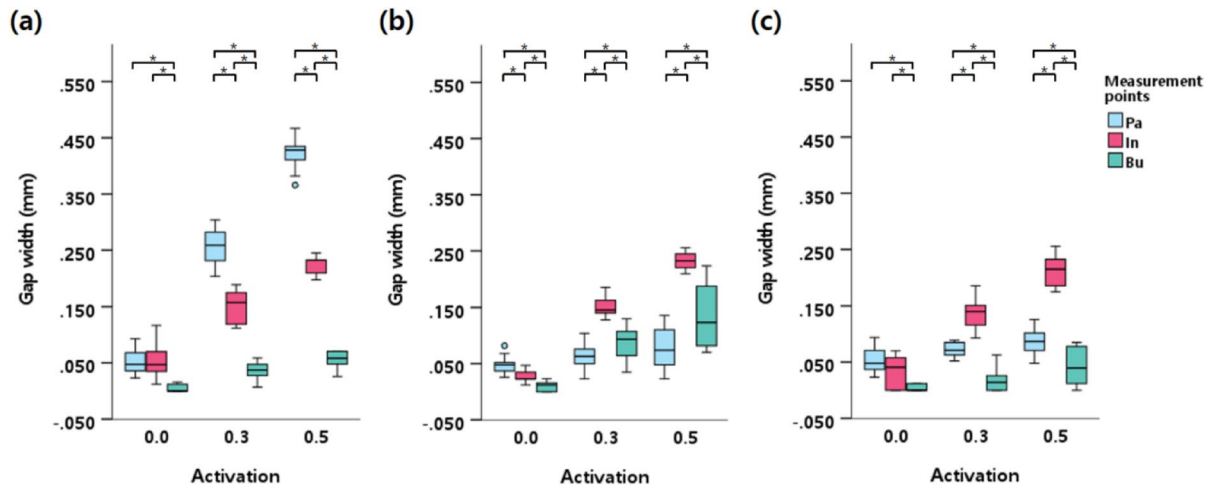 (a)
* * *
* * * * *
.550
.450
.350
.250
.150
.050
-.050
Gap width (mm)
0.0 0.3 0.5
Activation
(b)
* * *
* * * * * *
.550
.450
.350
.250
.150
.050
-.050
Gap width (mm)
0.0 0.3 0.5
Activation
(c)
* * *
* * * * *
.550
.450
.350
.250
.150
.050
-.050
Gap width (mm)
0.0 0.3 0.5
Activation
Measurement
points
Pa
In
Bu